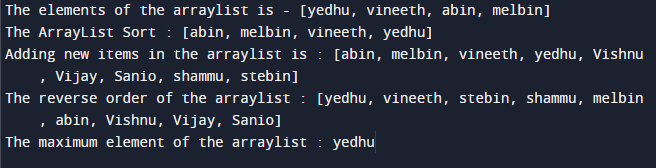 The elements of the arraylist is - [yedhu, vineeth, abin, melbin]
The ArrayList Sort : [abin, melbin, vineeth, yedhu]
Adding new items in the arraylist is : [abin, melbin, vineeth, yedhu, Vishnu
, Vijay, Sanio, shammu, stebin]
The reverse order of the arraylist : [yedhu, vineeth, stebin, shammu, melbin
, abin, Vishnu, Vijay, Sanio]
The maximum element of the arraylist : yedhu